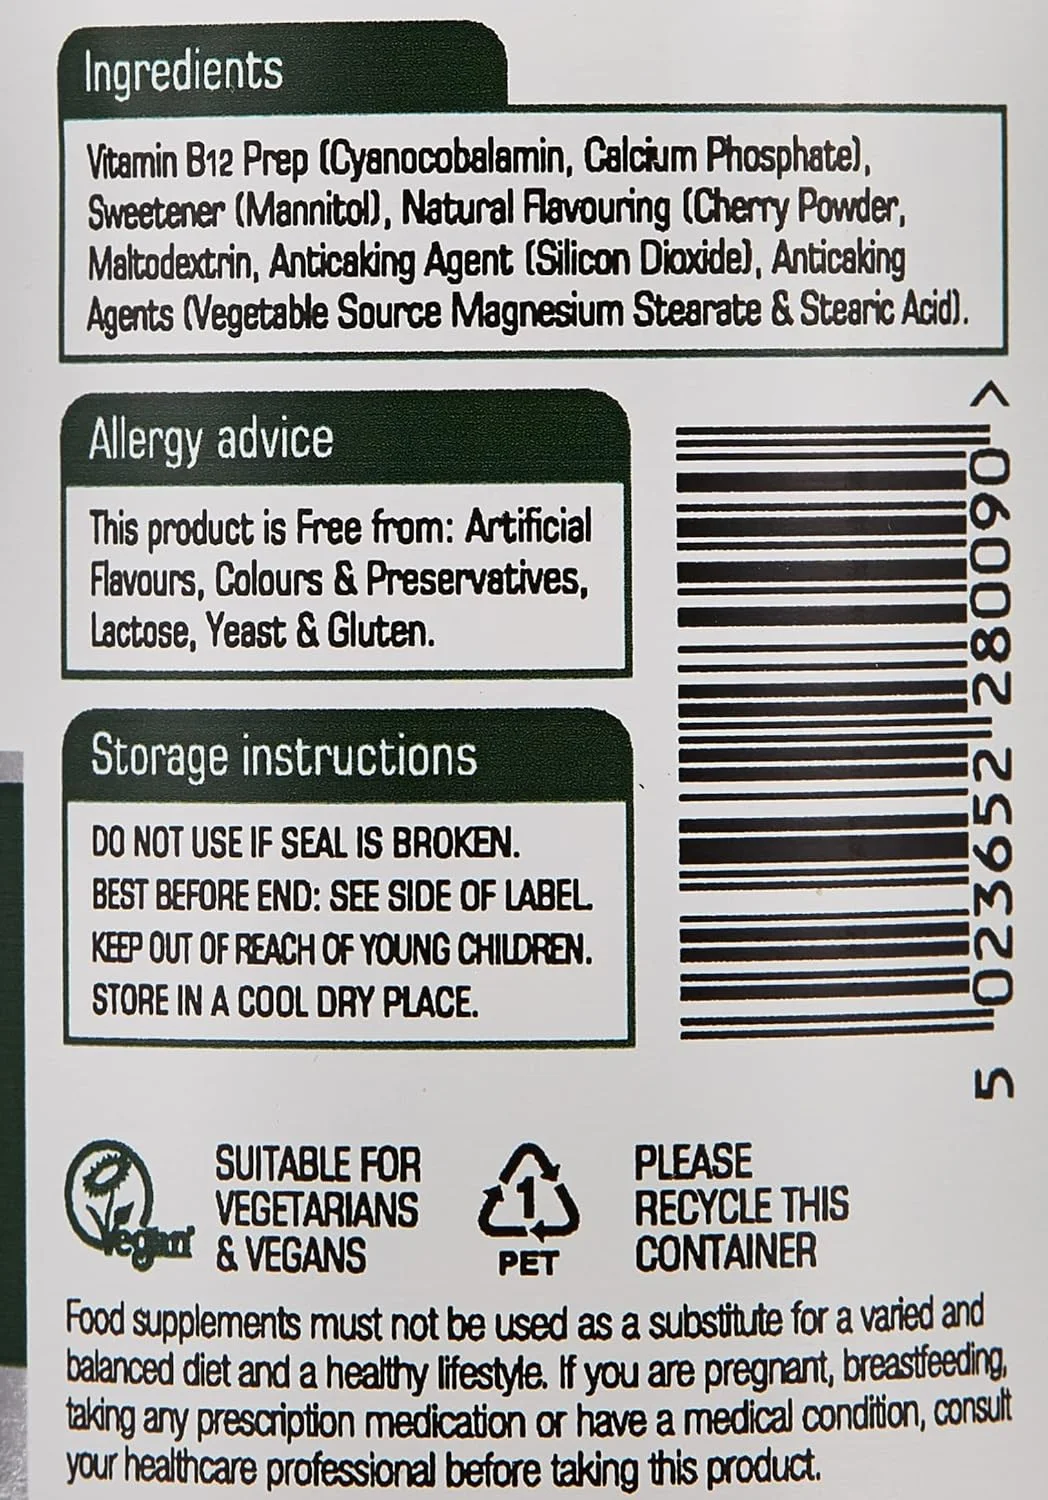 Ingredients
Vitamin B12 Prep (Cyanocobalamin, Calcium Phosphate),
Sweetener (Mannitol), Natural Flavouring (Cherry Powder,
Maltodextrin, Anticaking Agent (Silicon Dioxide), Anticaking
Agents (Vegetable Source Magnesium Stearate & Stearic Acid).
Allergy advice
This product is Free from: Artificial
Flavours, Colours & Preservatives,
Lactose, Yeast & Gluten.
Storage instructions
DO NOT USE IF SEAL IS BROKEN.
BEST BEFORE END: SEE SIDE OF LABEL.
KEEP OUT OF REACH OF YOUNG CHILDREN.
STORE IN A COOL DRY PLACE.
5 023652 280090 >
Vegan
SUITABLE FOR
VEGETARIANS
& VEGANS
1
PET
PLEASE
RECYCLE THIS
CONTAINER
Food supplements must not be used as a substitute for a varied and
balanced diet and a healthy lifestyle. If you are pregnant, breastfeeding,
taking any prescription medication or have a medical condition, consult
your healthcare professional before taking this product.